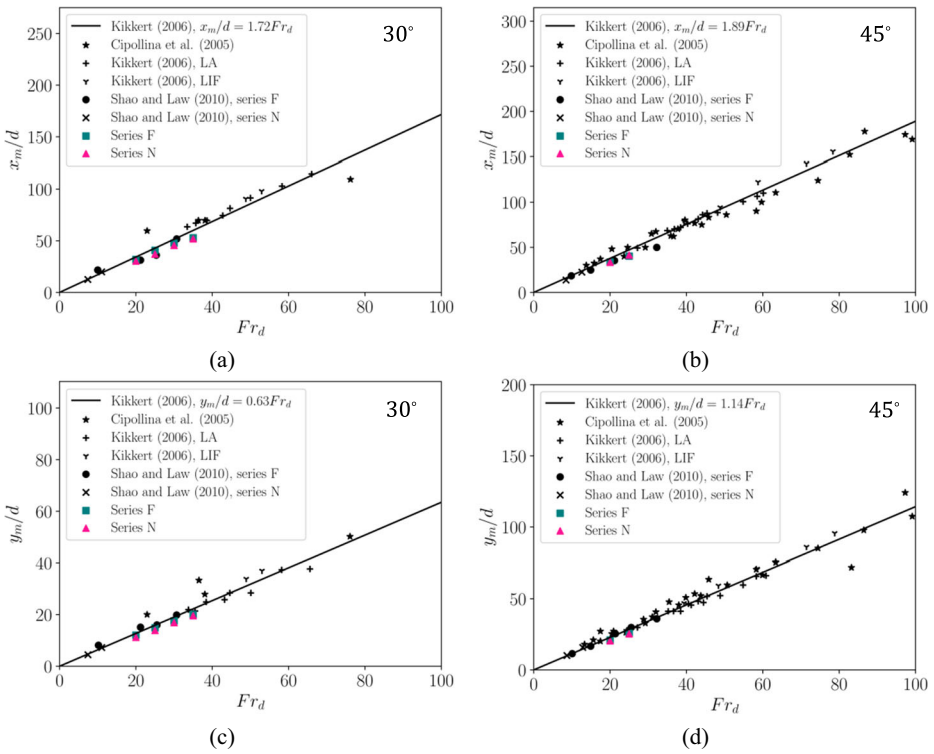 30°
Kikkert (2006), x_m/d = 1.72Fr_d
Cipollina et al. (2005)
Kikkert (2006), LA
Kikkert (2006), LIF
Shao and Law (2010), series F
Shao and Law (2010), series N
Series F
Series N
x_m/d
250
200
150
100
50
0
0 20 40 60 80 100
Fr_d
(a)
45°
Kikkert (2006), x_m/d = 1.89Fr_d
Cipollina et al. (2005)
Kikkert (2006), LA
Kikkert (2006), LIF
Shao and Law (2010), series F
Shao and Law (2010), series N
Series F
Series N
x_m/d
300
250
200
150
100
50
0
0 20 40 60 80 100
Fr_d
(b)
30°
Kikkert (2006), y_m/d = 0.63Fr_d
Cipollina et al. (2005)
Kikkert (2006), LA
Kikkert (2006), LIF
Shao and Law (2010), series F
Shao and Law (2010), series N
Series F
Series N
y_m/d
100
80
60
40
20
0
0 20 40 60 80 100
Fr_d
(c)
45°
Kikkert (2006), y_m/d = 1.14Fr_d
Cipollina et al. (2005)
Kikkert (2006), LA
Kikkert (2006), LIF
Shao and Law (2010), series F
Shao and Law (2010), series N
Series F
Series N
y_m/d
200
150
100
50
0
0 20 40 60 80 100
Fr_d
(d)